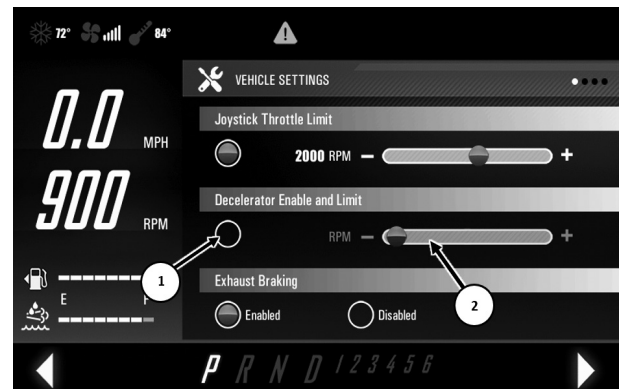 72° 84°
VEHICLE SETTINGS
Joystick Throttle Limit
0.0 MPH
2000 RPM − +
Decelerator Enable and Limit
900 RPM
RPM − +
1
Exhaust Braking
E F
2
Enabled Disabled
P R N D 1 2 3 4 5 6